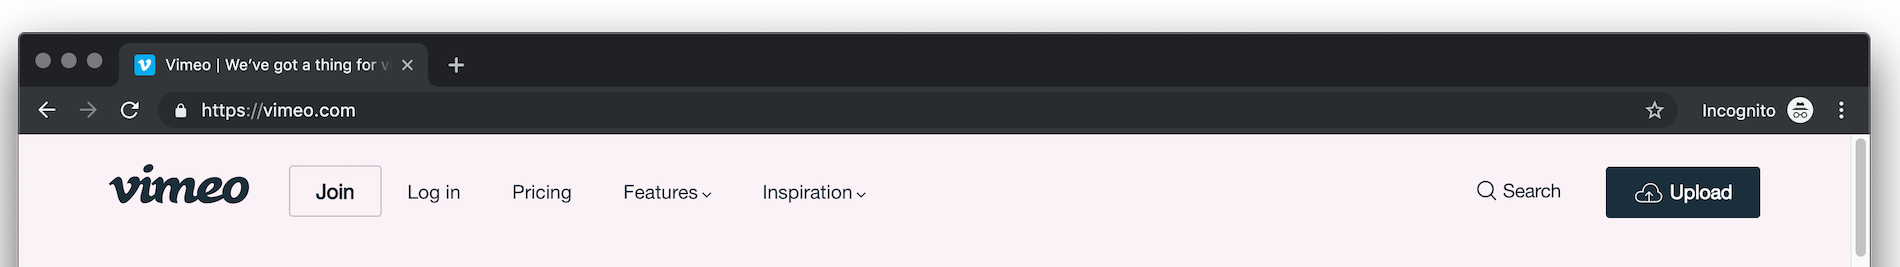 Vimeo | We've got a thing for v
https://vimeo.com
Incognito
vimeo
Join
Log in
Pricing
Features
Inspiration
Search
Upload